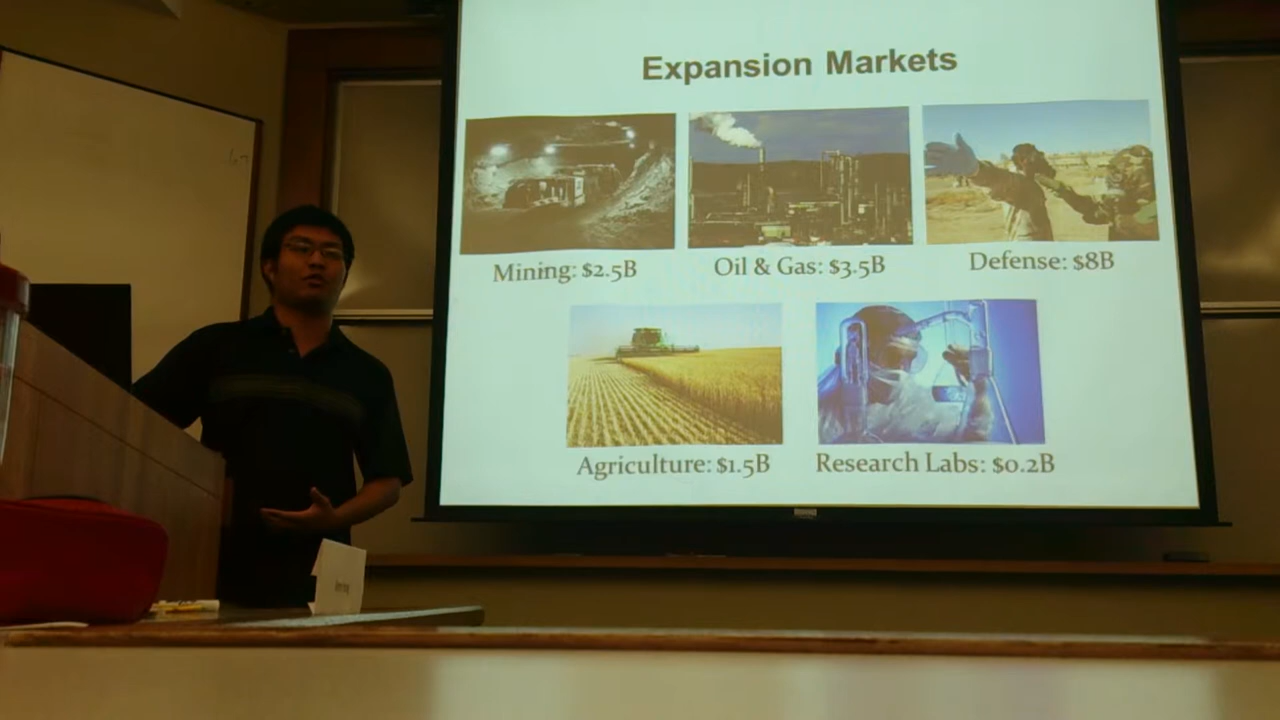 Expansion Markets
Mining: $2.5B
Oil & Gas: $3.5B
Defense: $8B
Agriculture: $1.5B
Research Labs: $0.2B